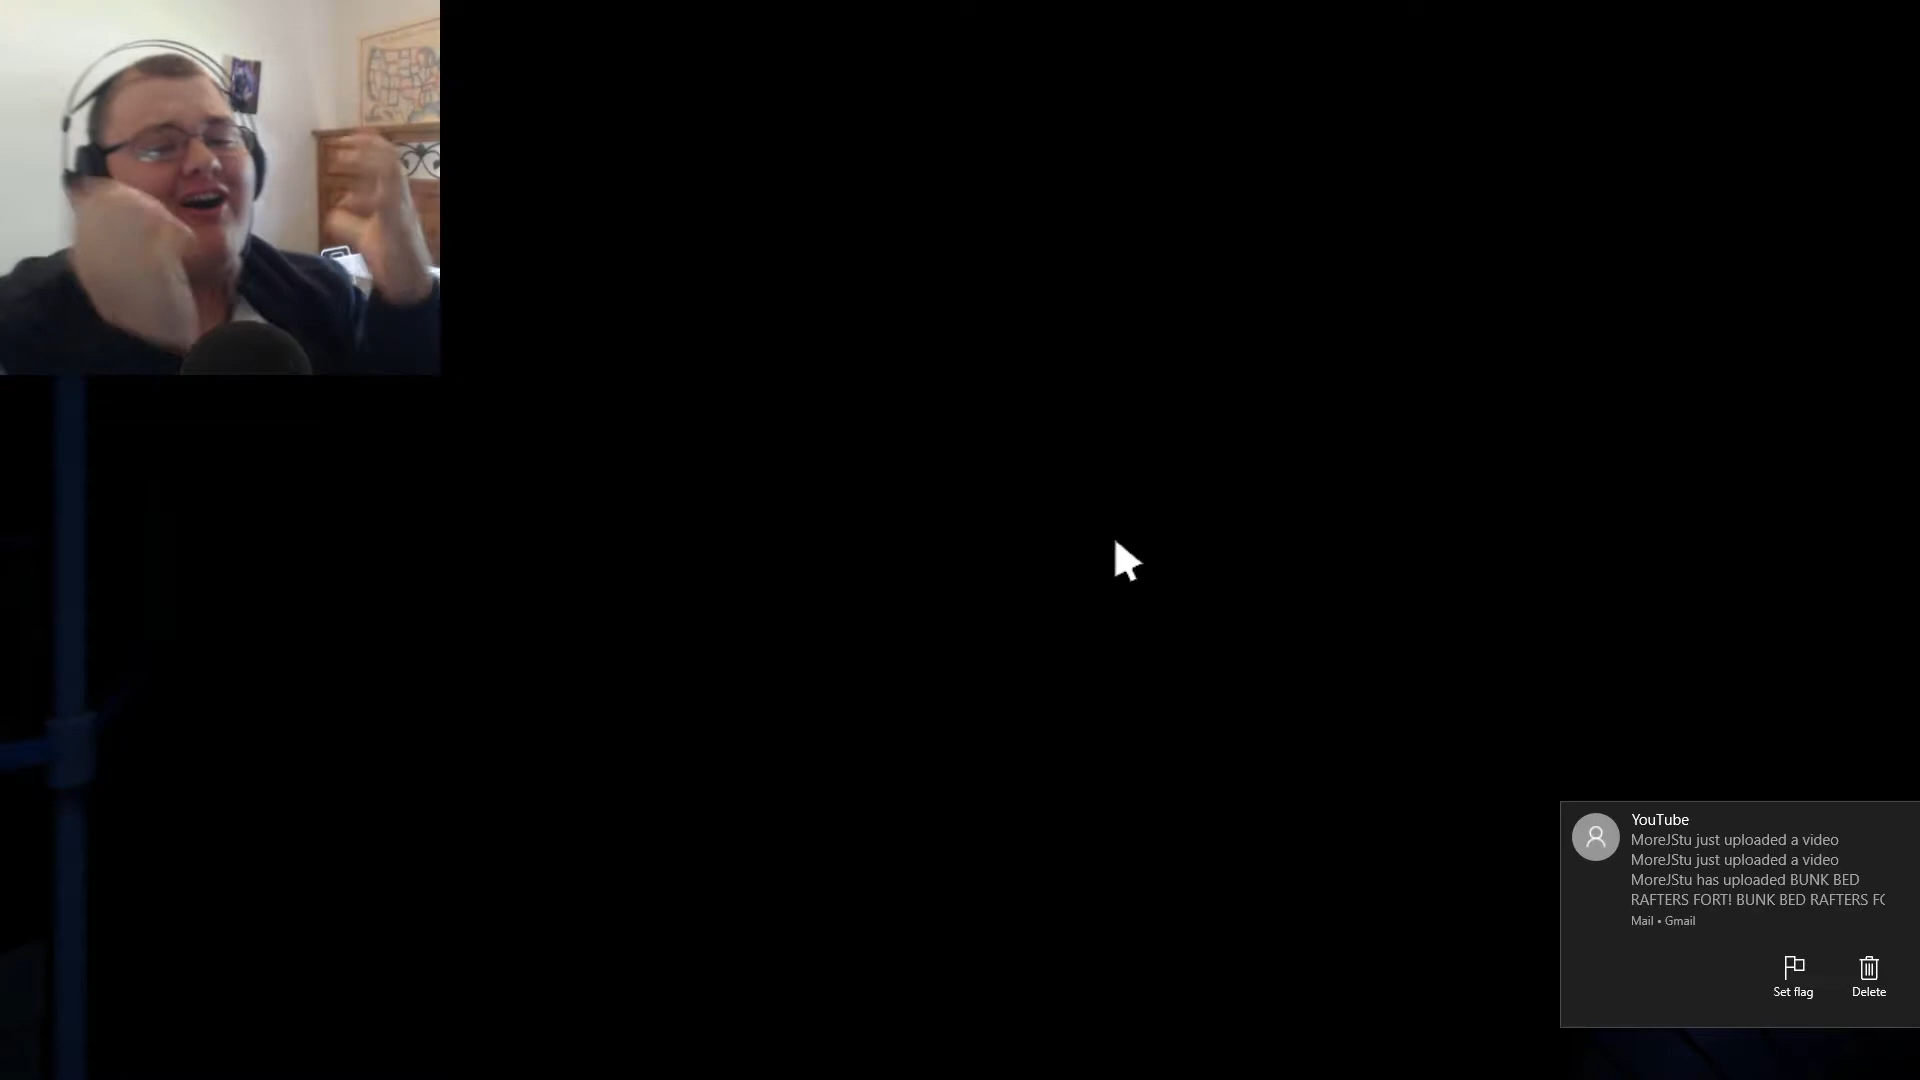 YouTube
MoreJStu just uploaded a video
MoreJStu just uploaded a video
MoreJStu has uploaded BUNK BED
RAFTERS FORT! BUNK BED RAFTERS
Mail • Gmail
Set flag
Delete